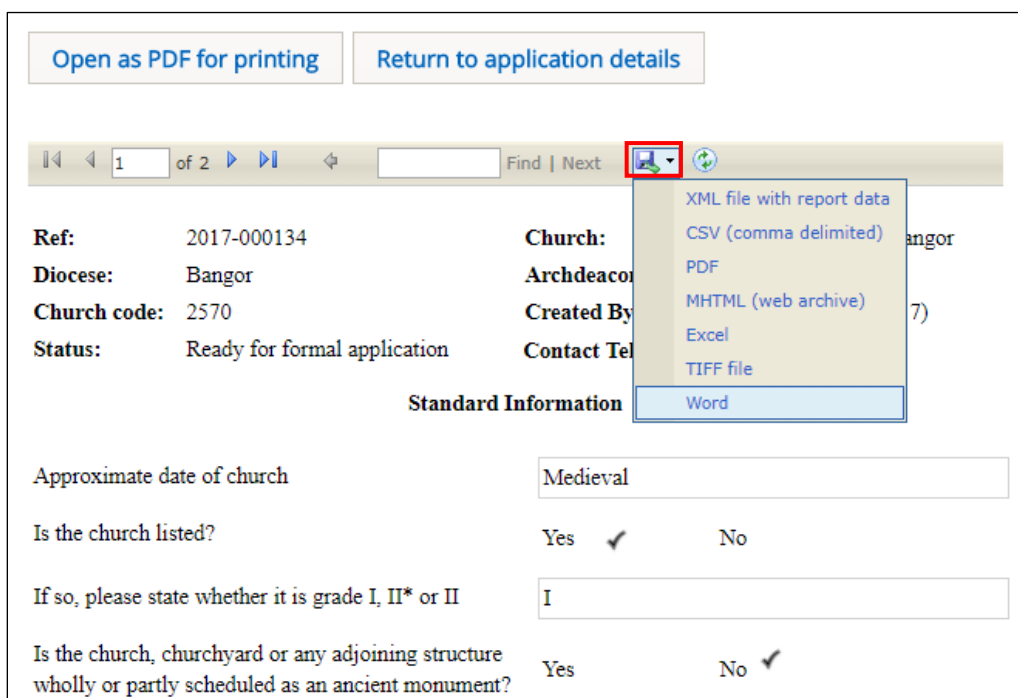 Open as PDF for printing Return to application details
1 of 2 Find | Next
XML file with report data
CSV (comma delimited)
PDF
MHTML (web archive)
Excel
TIFF file
Word
Ref: 2017-000134 Church: angor
Diocese: Bangor Archdeacon
Church code: 2570 Created By 7)
Status: Ready for formal application Contact Tel
Standard Information
Approximate date of church Medieval
Is the church listed? Yes ✓ No
If so, please state whether it is grade I, II* or II I
Is the church, churchyard or any adjoining structure
wholly or partly scheduled as an ancient monument? Yes No ✓